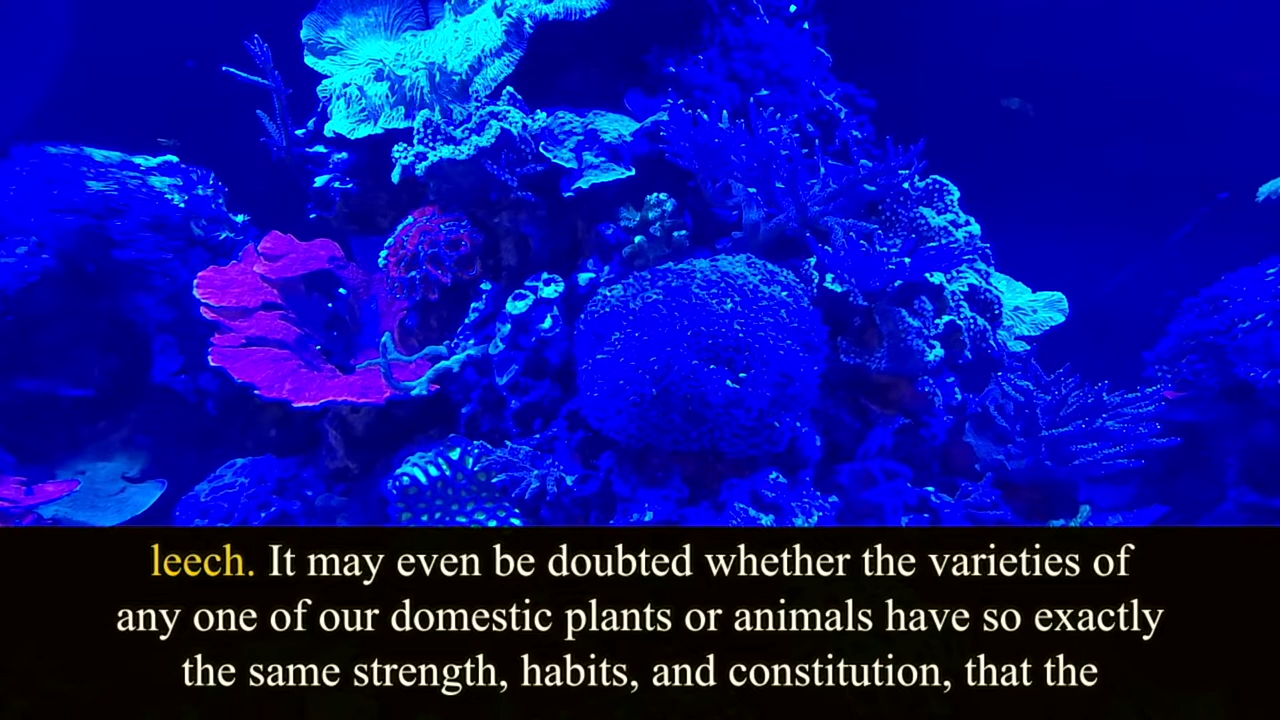 leech. It may even be doubted whether the varieties of
any one of our domestic plants or animals have so exactly
the same strength, habits, and constitution, that the